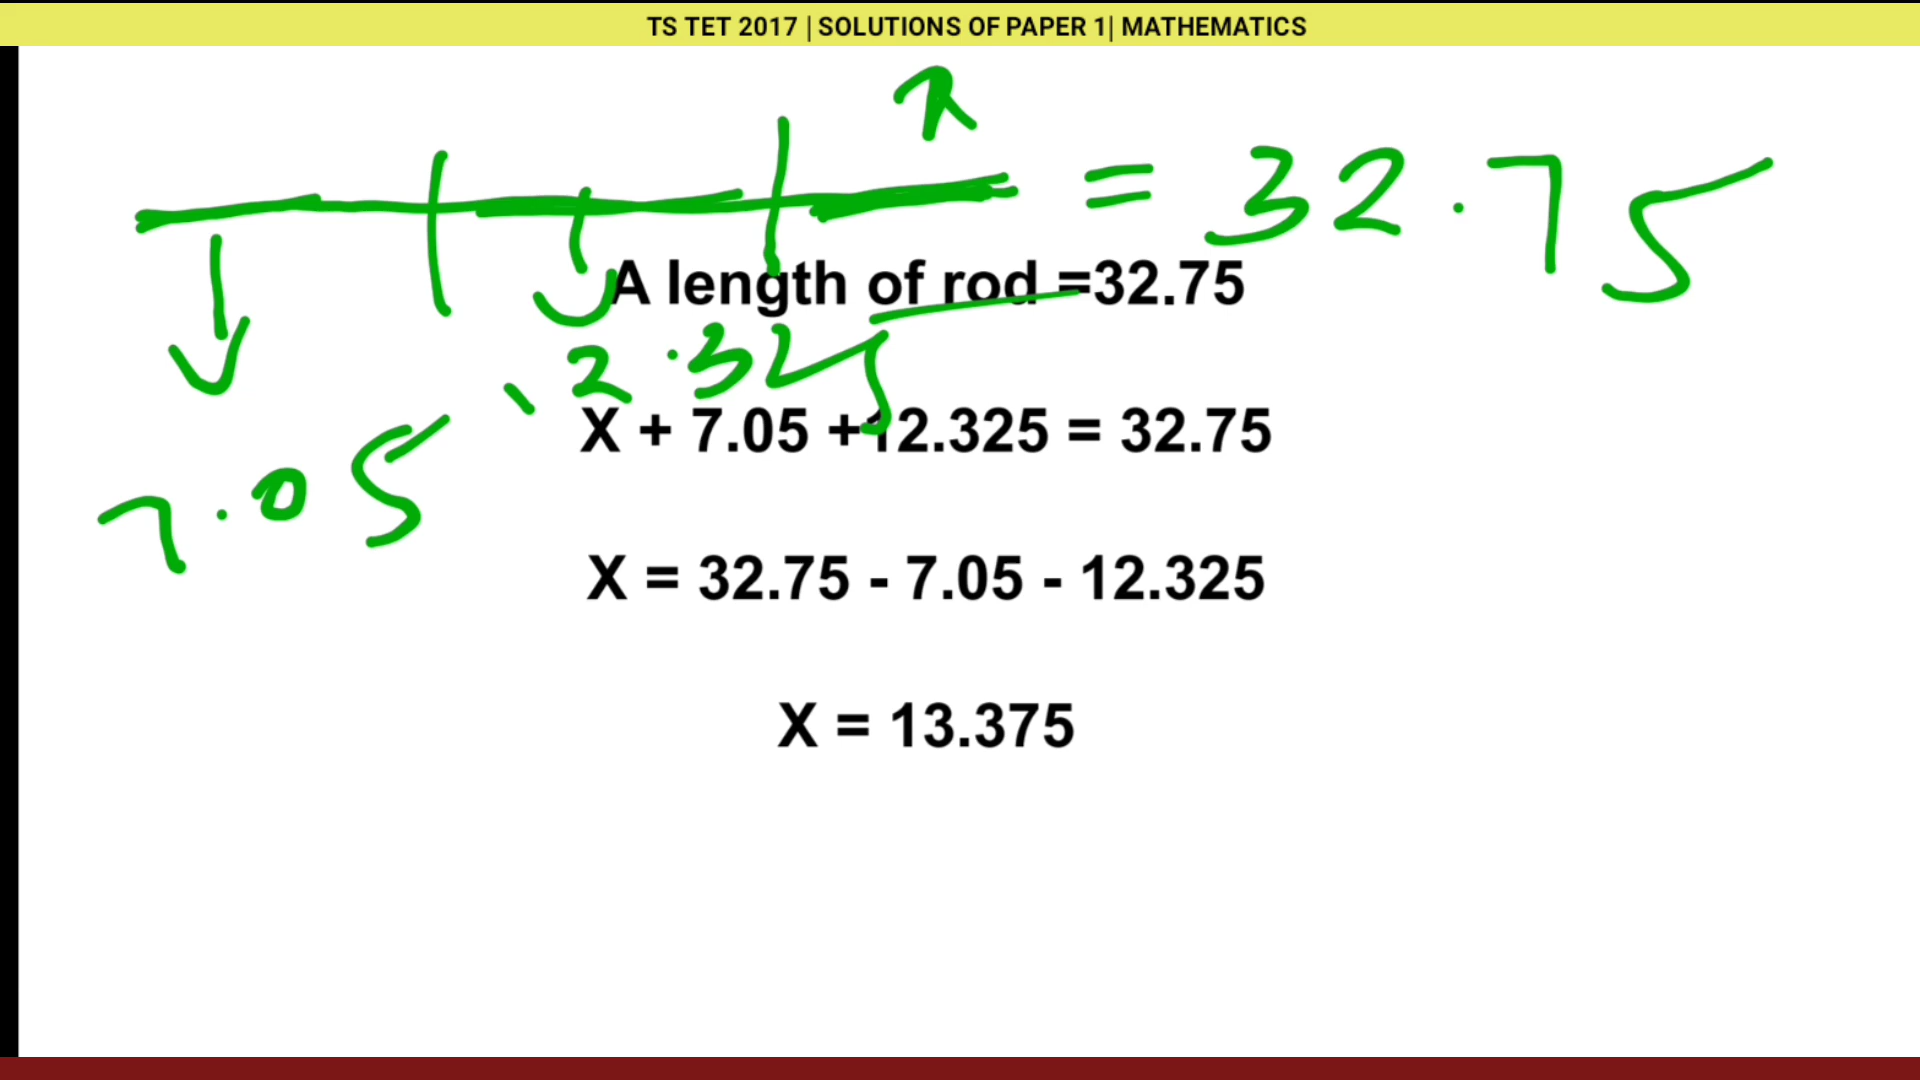 TS TET 2017 | SOLUTIONS OF PAPER 1| MATHEMATICS
x
= 32.75
A length of rod =32.75
12.325
X + 7.05 +12.325 = 32.75
7.05
X = 32.75 - 7.05 - 12.325
X = 13.375